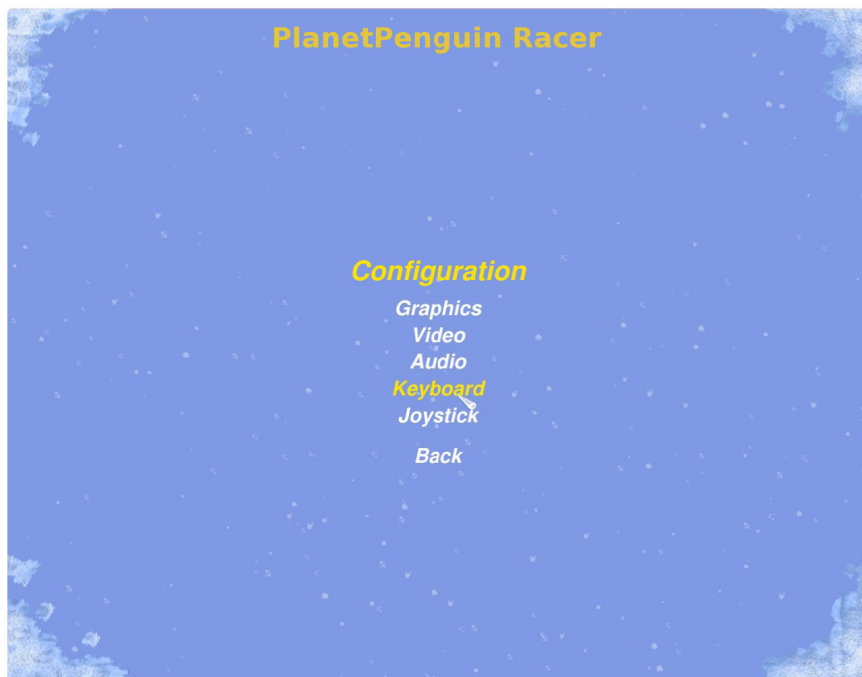 PlanetPenguin Racer
Configuration
Graphics
Video
Audio
Keyboard
Joystick
Back